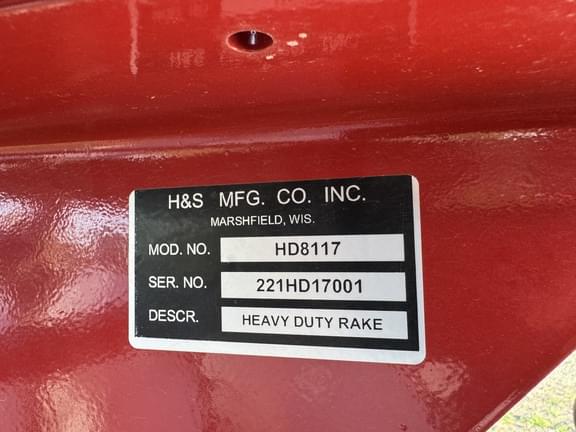 H&S MFG. CO. INC.
MARSHFIELD, WIS.
MOD. NO. HD8117
SER. NO. 221HD17001
DESCR. HEAVY DUTY RAKE